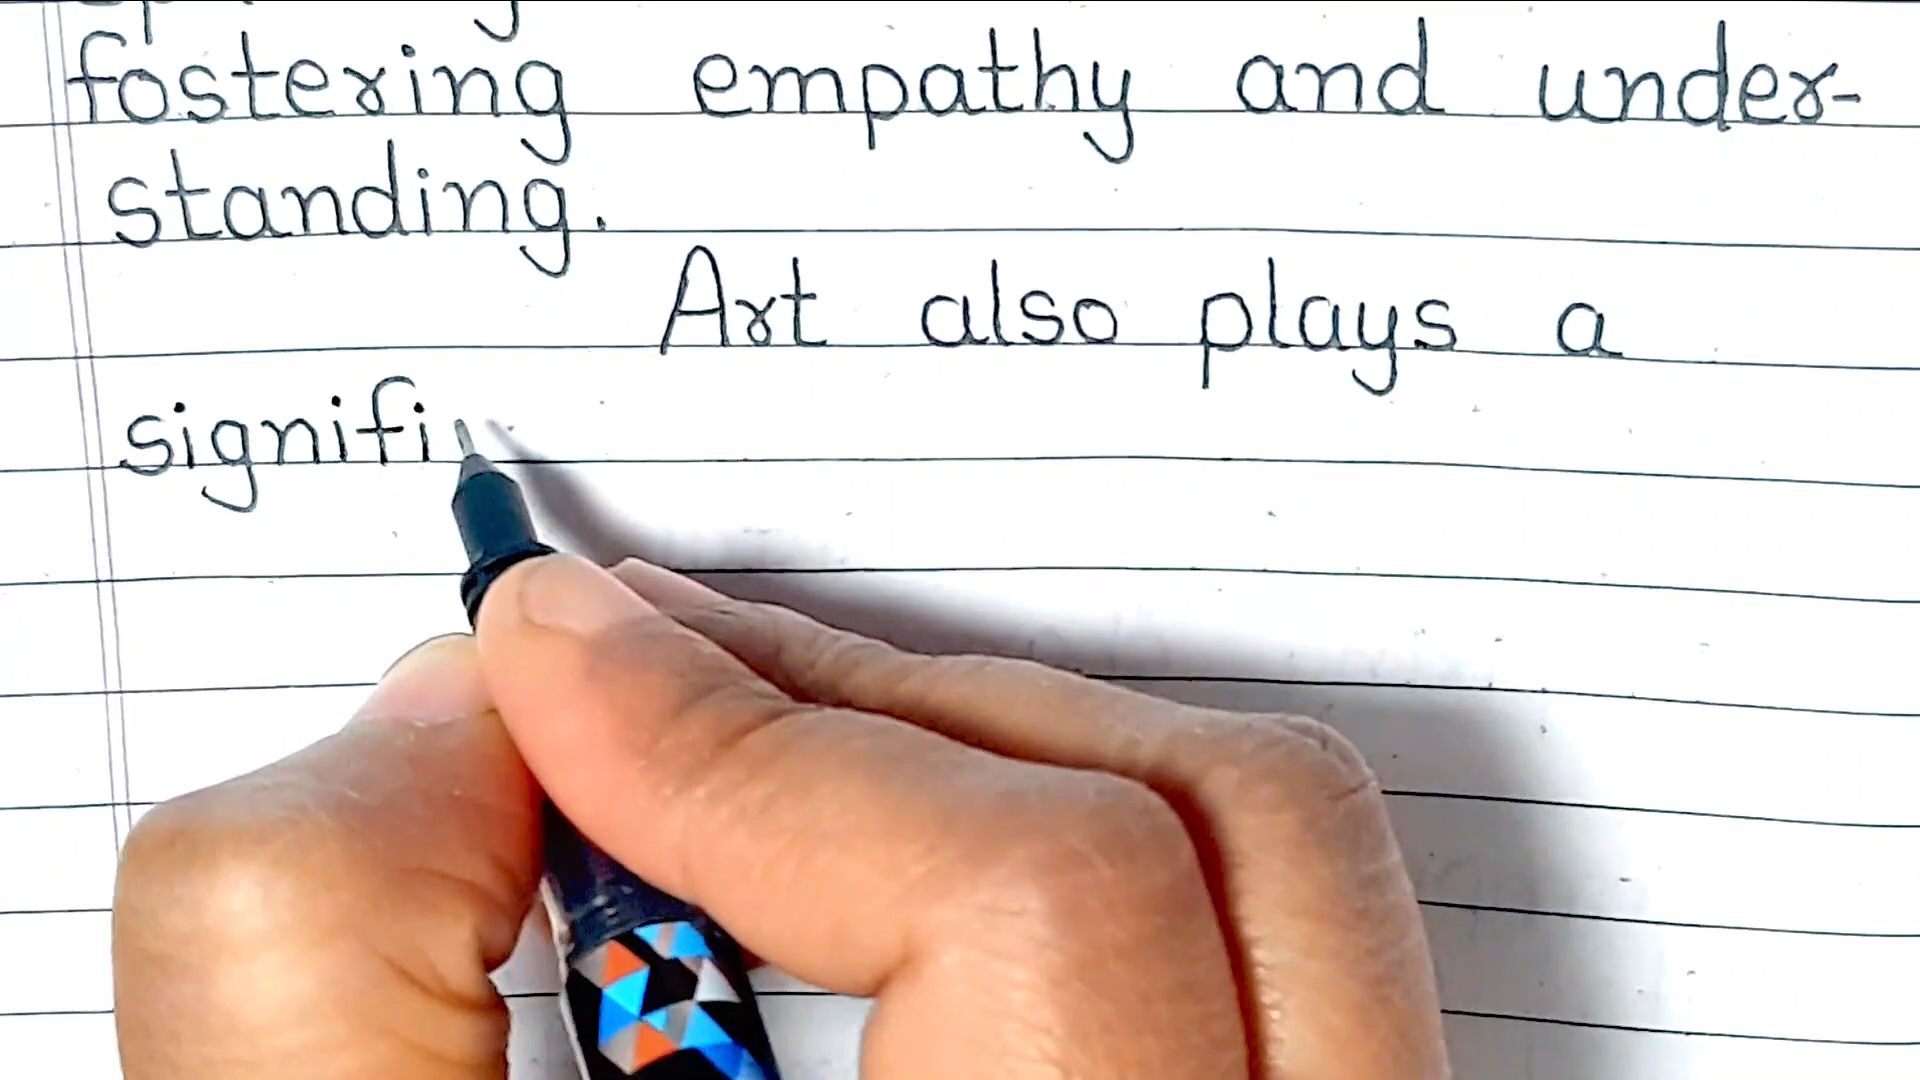 fostering empathy and under-
standing.
Art also plays a
signifi